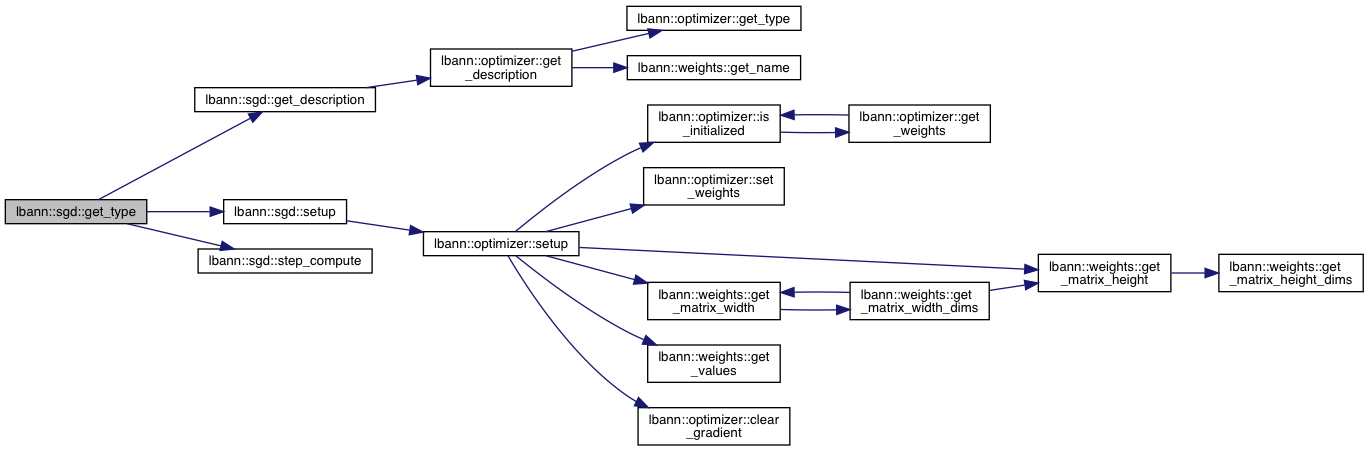 lbann::sgd::get_type
lbann::sgd::get_description
lbann::sgd::setup
lbann::sgd::step_compute
lbann::optimizer::get
_description
lbann::optimizer::setup
lbann::optimizer::get_type
lbann::weights::get_name
lbann::optimizer::is
_initialized
lbann::optimizer::set
_weights
lbann::weights::get
_matrix_width
lbann::weights::get
_values
lbann::optimizer::clear
_gradient
lbann::optimizer::get
_weights
lbann::weights::get
_matrix_width_dims
lbann::weights::get
_matrix_height
lbann::weights::get
_matrix_height_dims